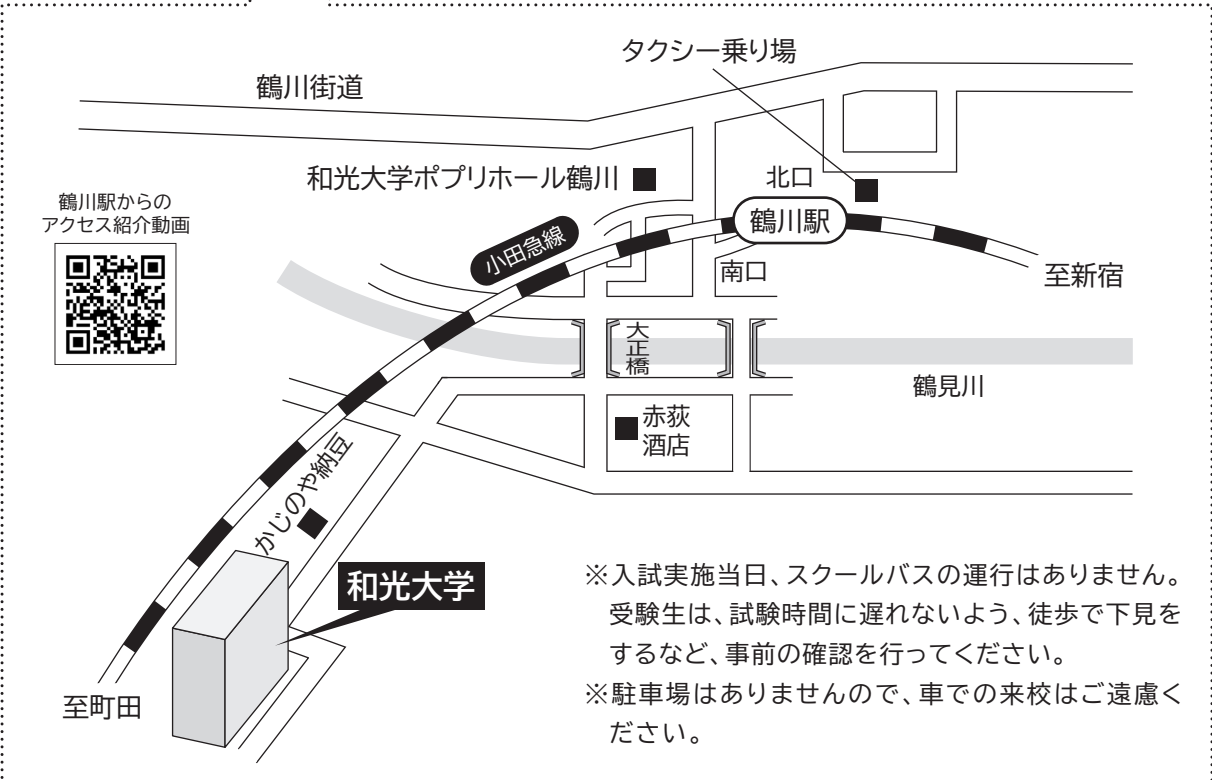 タクシー乗り場
鶴川街道
和光大学ポプリホール鶴川
北口
鶴川駅からの
アクセス紹介動画
鶴川駅
小田急線
南口
至新宿
大正橋
鶴見川
赤荻
酒店
かじのや納豆
和光大学
至町田
※入試実施当日、スクールバスの運行はありません。
受験生は、試験時間に遅れないよう、徒歩で下見を
するなど、事前の確認を行ってください。
※駐車場はありませんので、車での来校はご遠慮く
ださい。